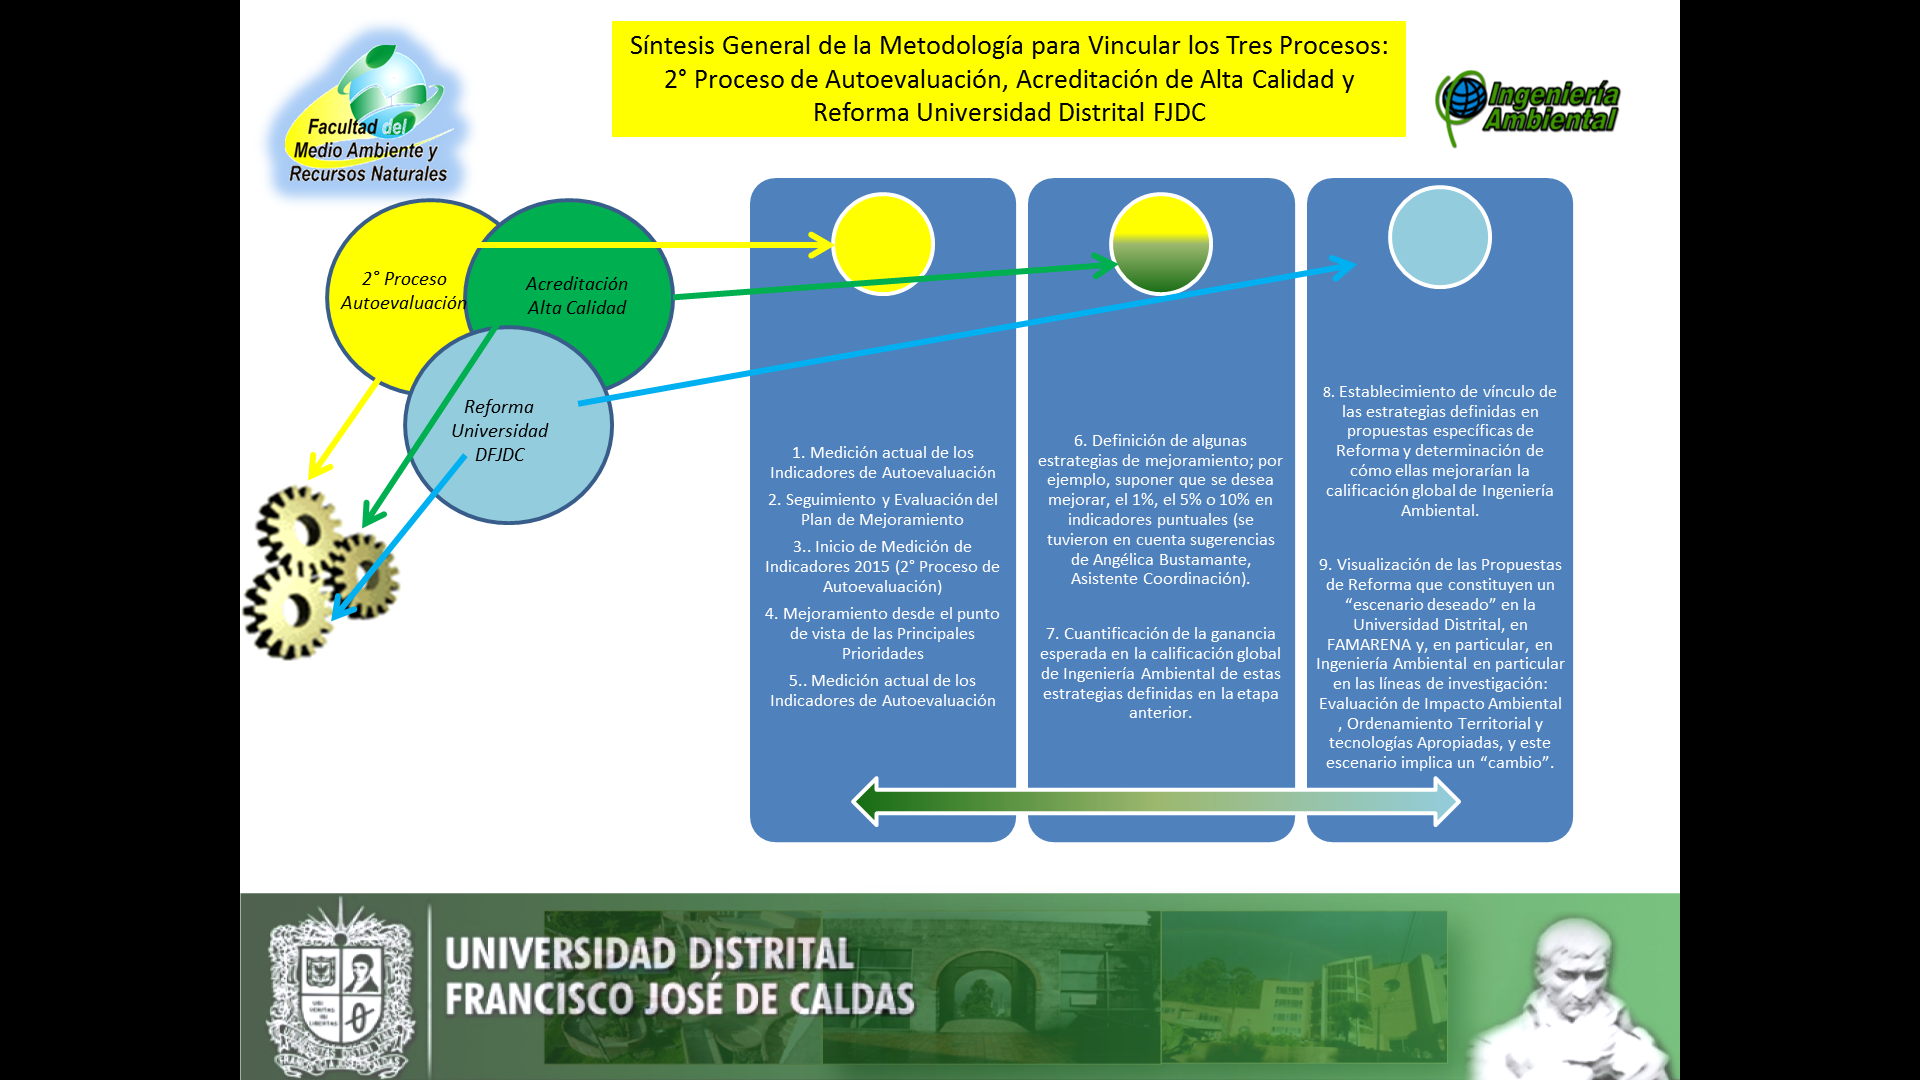 Síntesis General de la Metodología para Vincular los Tres Procesos:
2° Proceso de Autoevaluación, Acreditación de Alta Calidad y
Reforma Universidad Distrital FJDC
Facultad del
Medio Ambiente y
Recursos Naturales
Ingeniería
Ambiental
2° Proceso
Autoevaluación
Acreditación
Alta Calidad
Reforma
Universidad
DFJDC
1. Medición actual de los
Indicadores de Autoevaluación
2. Seguimiento y Evaluación del
Plan de Mejoramiento
3.. Inicio de Medición de
Indicadores 2015 (2° Proceso de
Autoevaluación)
4. Mejoramiento desde el punto
de vista de las Principales
Prioridades
5.. Medición actual de los
Indicadores de Autoevaluación
6. Definición de algunas
estrategias de mejoramiento; por
ejemplo, suponer que se desea
mejorar, el 1%, el 5% o 10% en
indicadores puntuales (se
tuvieron en cuenta sugerencias
de Angélica Bustamante,
Asistente Coordinación).
7. Cuantificación de la ganancia
esperada en la calificación global
de Ingeniería Ambiental de estas
estrategias definidas en la etapa
anterior.
8. Establecimiento de vínculo de
las estrategias definidas en
propuestas específicas de
Reforma y determinación de
cómo ellas mejorarían la
calificación global de Ingeniería
Ambiental.
9. Visualización de las Propuestas
de Reforma que constituyen un
“escenario deseado” en la
Universidad Distrital, en
FAMARENA y, en particular, en
Ingeniería Ambiental en particular
en las líneas de investigación:
Evaluación de Impacto Ambiental
, Ordenamiento Territorial y
tecnologías Apropiadas, y este
escenario implica un “cambio”.
UNIVERSIDAD DISTRITAL
FRANCISCO JOSÉ DE CALDAS